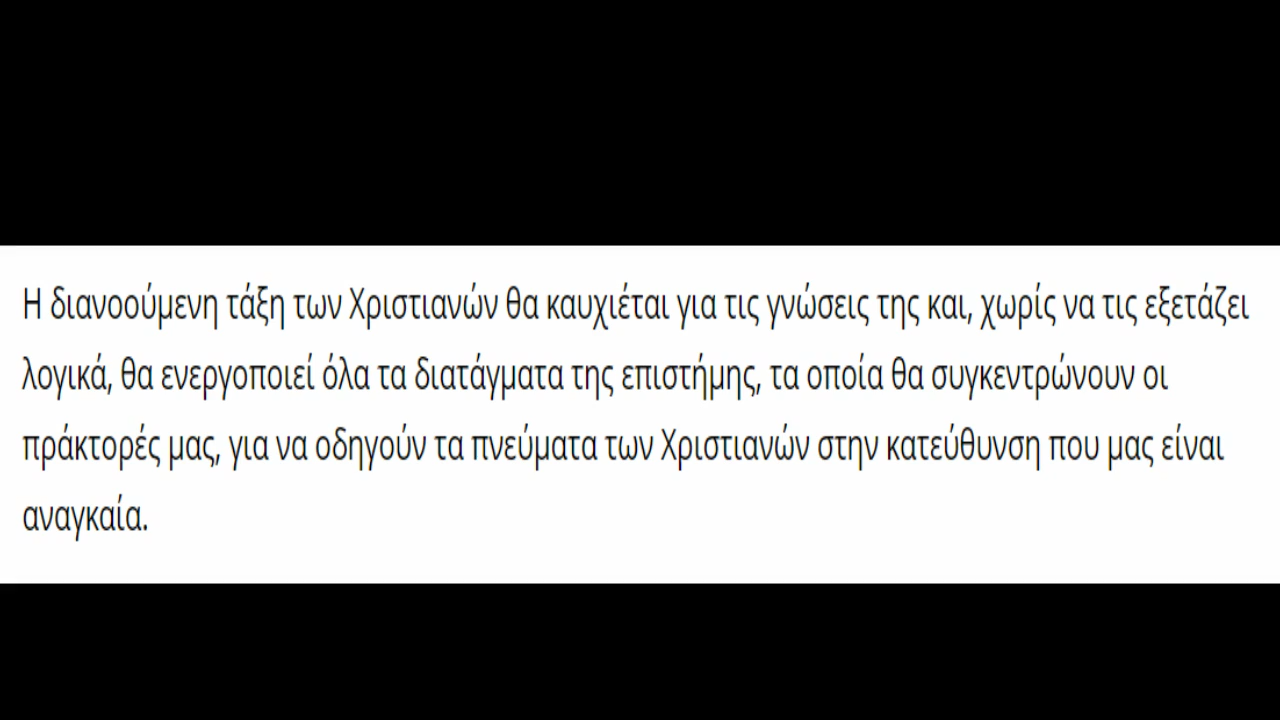 Η διανοούμενη τάξη των Χριστιανών θα καυχιέται για τις γνώσεις της και, χωρίς να τις εξετάζει
λογικά, θα ενεργοποιεί όλα τα διατάγματα της επιστήμης, τα οποία θα συγκεντρώνουν οι
πράκτορές μας, για να οδηγούν τα πνεύματα των Χριστιανών στην κατεύθυνση που μας είναι
αναγκαία.